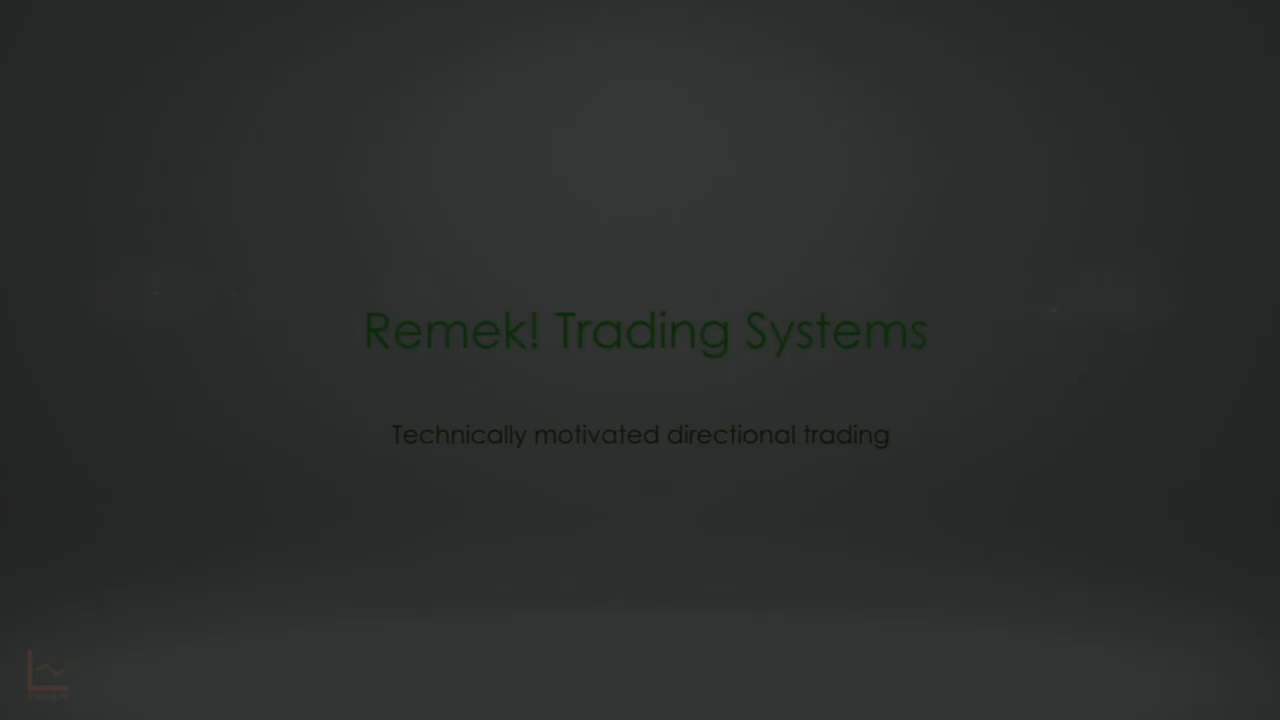 Remek! Trading Systems
Technically motivated directional trading